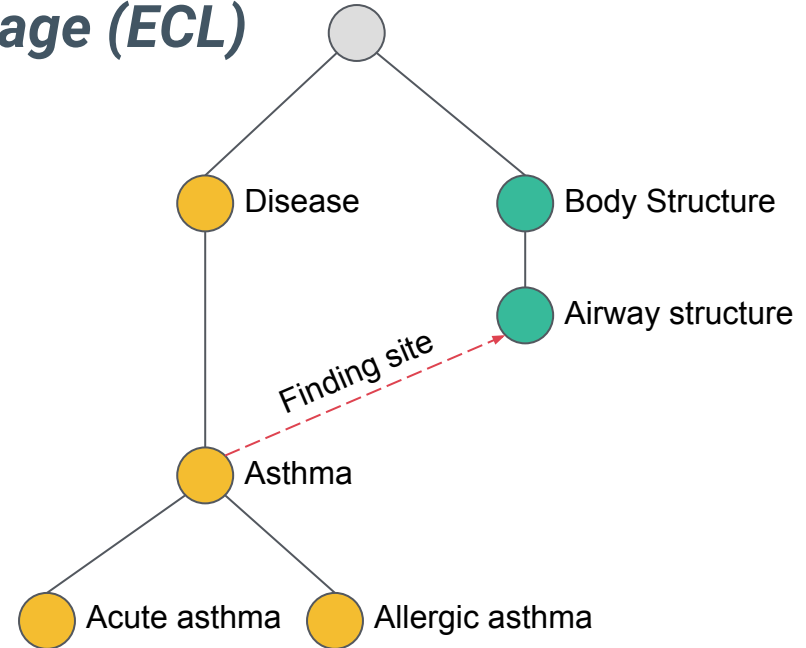 age (ECL)
Disease
Body Structure
Airway structure
Finding site
Asthma
Acute asthma
Allergic asthma